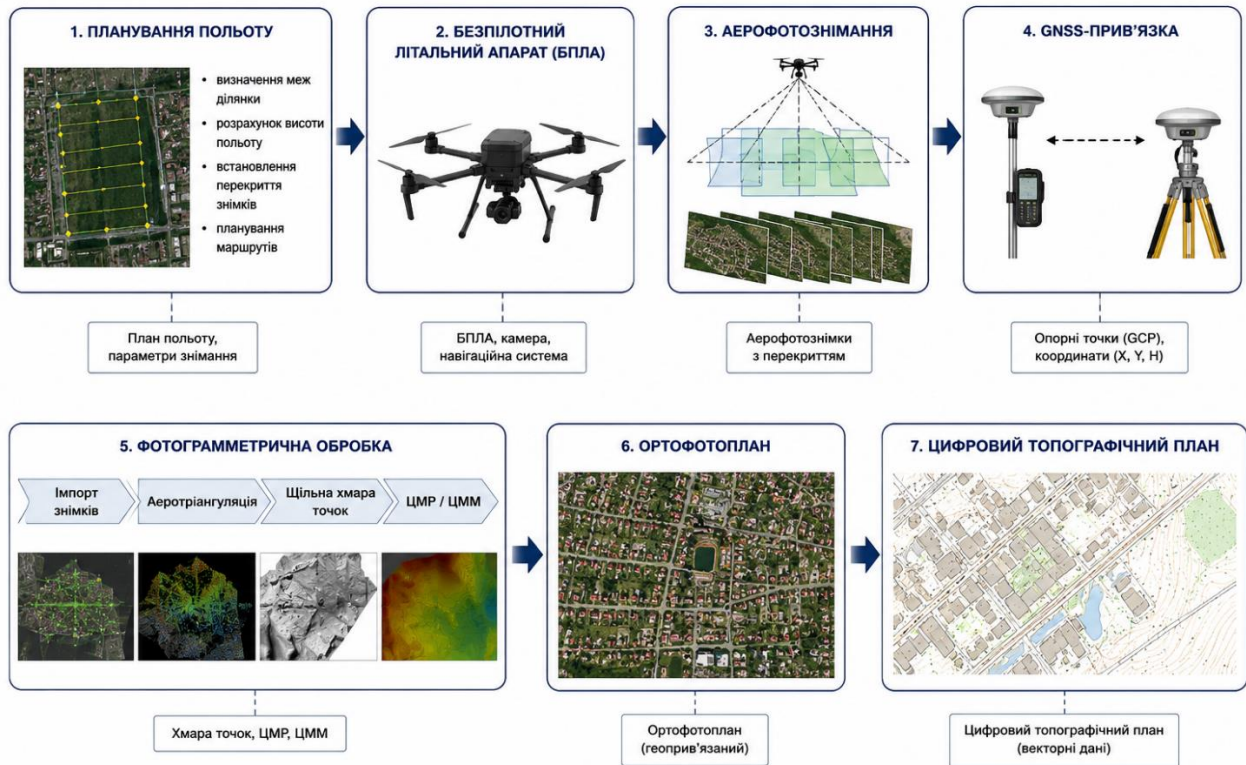 1. ПЛАНУВАННЯ ПОЛЬОТУ
• визначення меж
ділянки
• розрахунок висоти
польоту
• встановлення
перекриття
знімків
• планування
маршрутів
План польоту,
параметри знімання
2. БЕЗПІЛОТНИЙ
ЛІТАЛЬНИЙ АПАРАТ (БПЛА)
БПЛА, камера,
навігаційна система
3. АЕРОФОТОЗНІМАННЯ
Аерофотознімки
з перекриттям
4. GNSS-ПРИВ'ЯЗКА
Опорні точки (GCP),
координати (X, Y, H)
5. ФОТОГРАММЕТРИЧНА ОБРОБКА
Імпорт
знімків
Аеротріангуляція
Щільна хмара
точок
ЦМР / ЦММ
Хмара точок, ЦМР, ЦММ
6. ОРТОФОТОПЛАН
Ортофотоплан
(геоприв'язаний)
7. ЦИФРОВИЙ ТОПОГРАФІЧНИЙ ПЛАН
Цифровий топографічний план
(векторні дані)